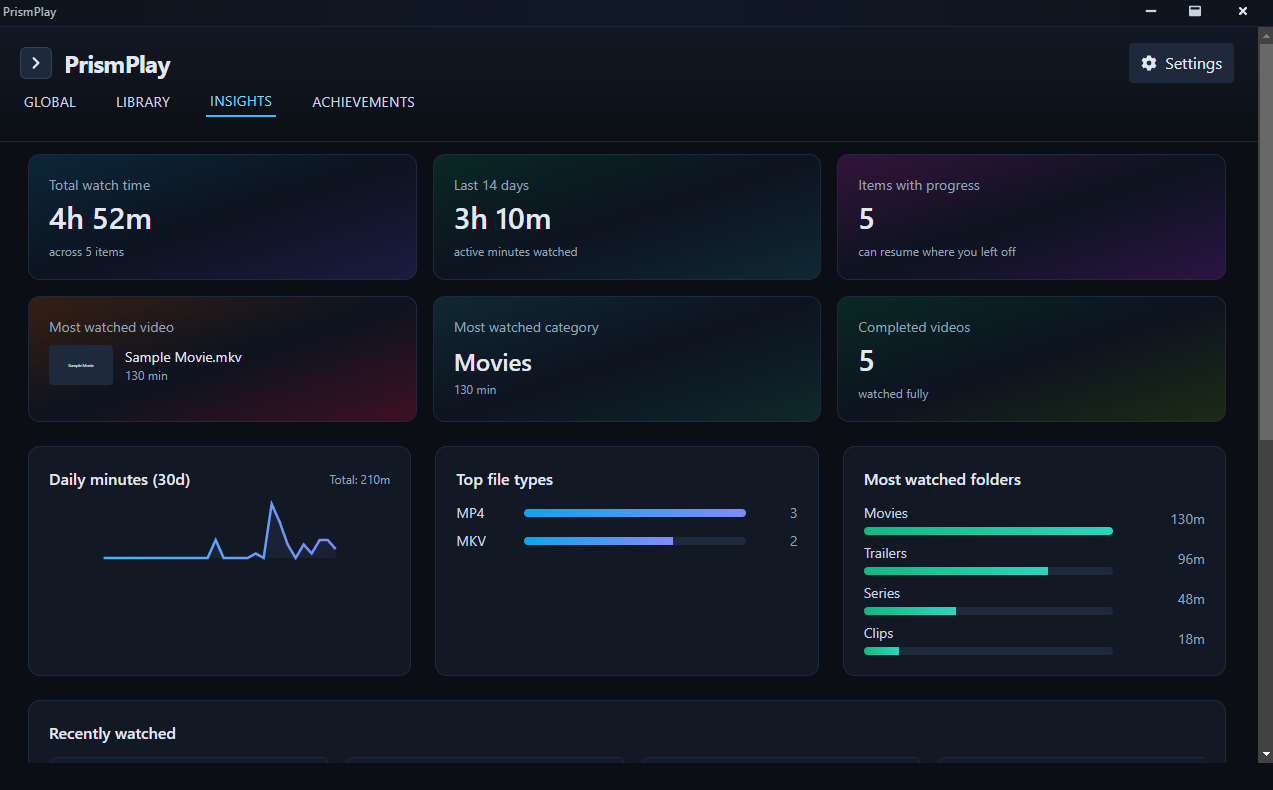 PrismPlay
PrismPlay
Settings
GLOBAL LIBRARY INSIGHTS ACHIEVEMENTS
Total watch time
4h 52m
across 5 items
Last 14 days
3h 10m
active minutes watched
Items with progress
5
can resume where you left off
Most watched video
Sample Movie
Sample Movie.mkv
130 min
Most watched category
Movies
130 min
Completed videos
5
watched fully
Daily minutes (30d)
Total: 210m
Top file types
MP4 3
MKV 2
Most watched folders
Movies 130m
Trailers 96m
Series 48m
Clips 18m
Recently watched